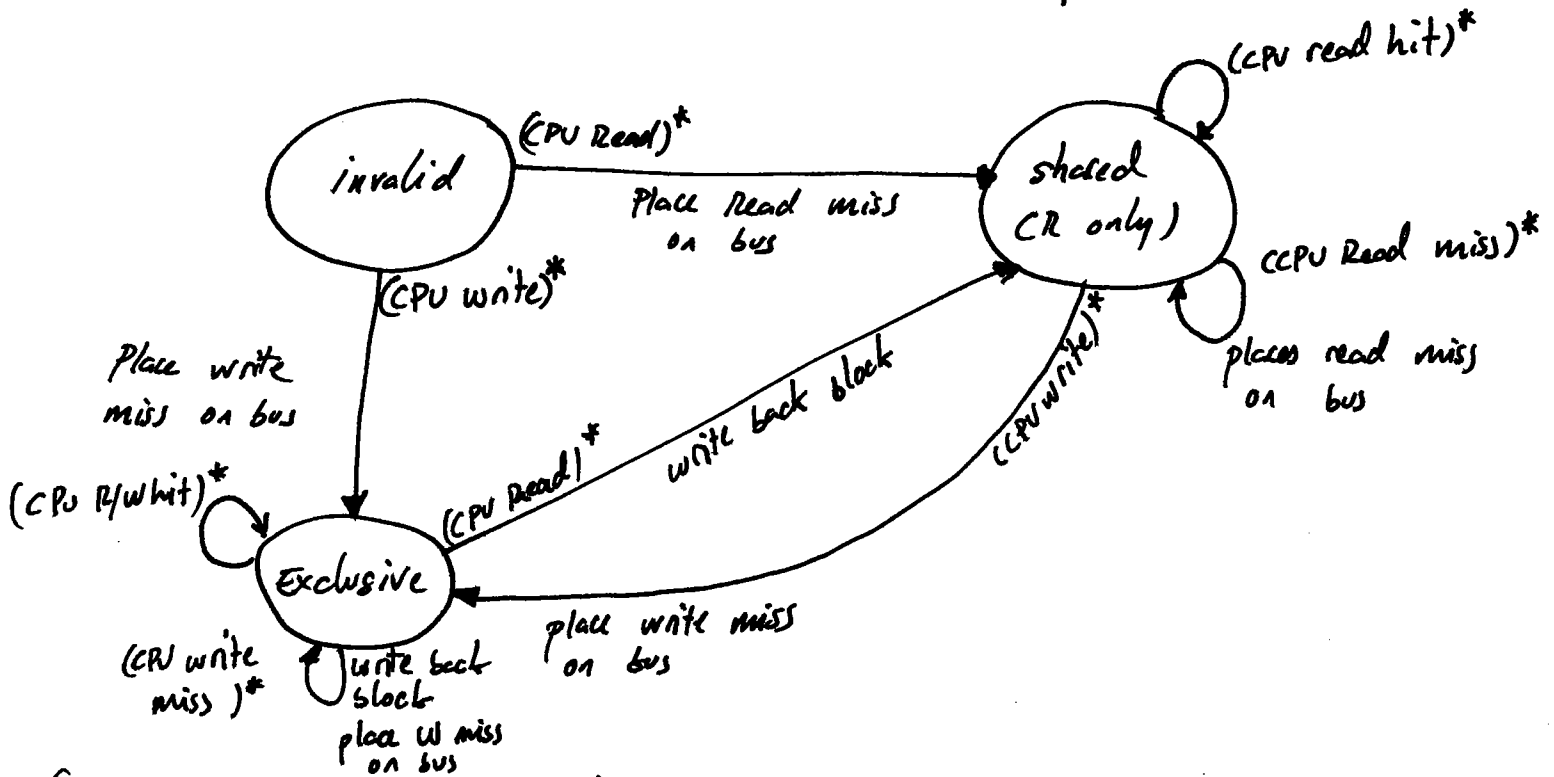 (CPU read hit)*
(CPU Read)*
invalid
Place Read miss
on bus
shared
(R only)
(CPU Read miss)*
places read miss
on bus
(CPU write)*
Place write
miss on bus
(CPU R/W hit)*
Exclusive
(CPU Read)*
write back block
(CPU write)*
place write miss
on bus
(CPU write
miss)*
write back
block
place W miss
on bus